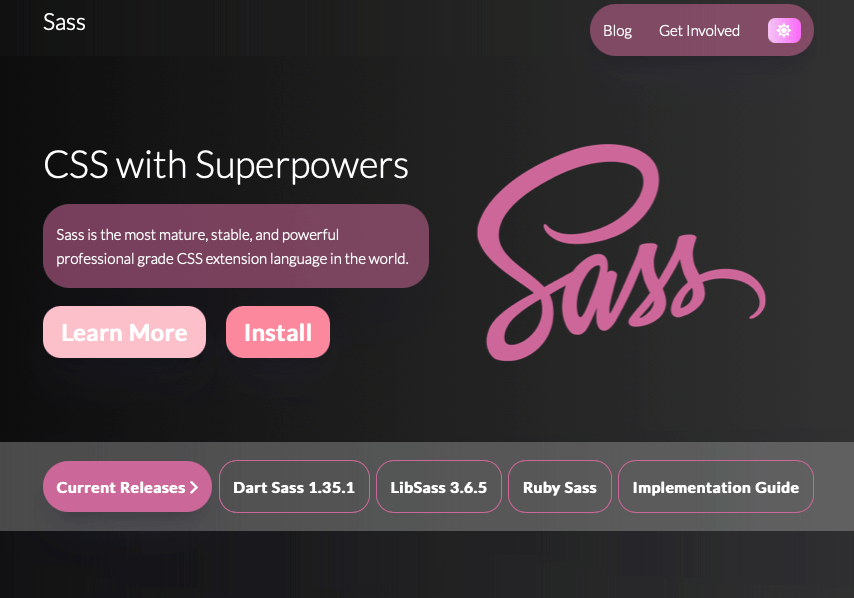 Sass
Blog
Get Involved
CSS with Superpowers
Sass
Sass is the most mature, stable, and powerful
professional grade CSS extension language in the world.
Learn More
Install
Current Releases
Dart Sass 1.35.1
LibSass 3.6.5
Ruby Sass
Implementation Guide